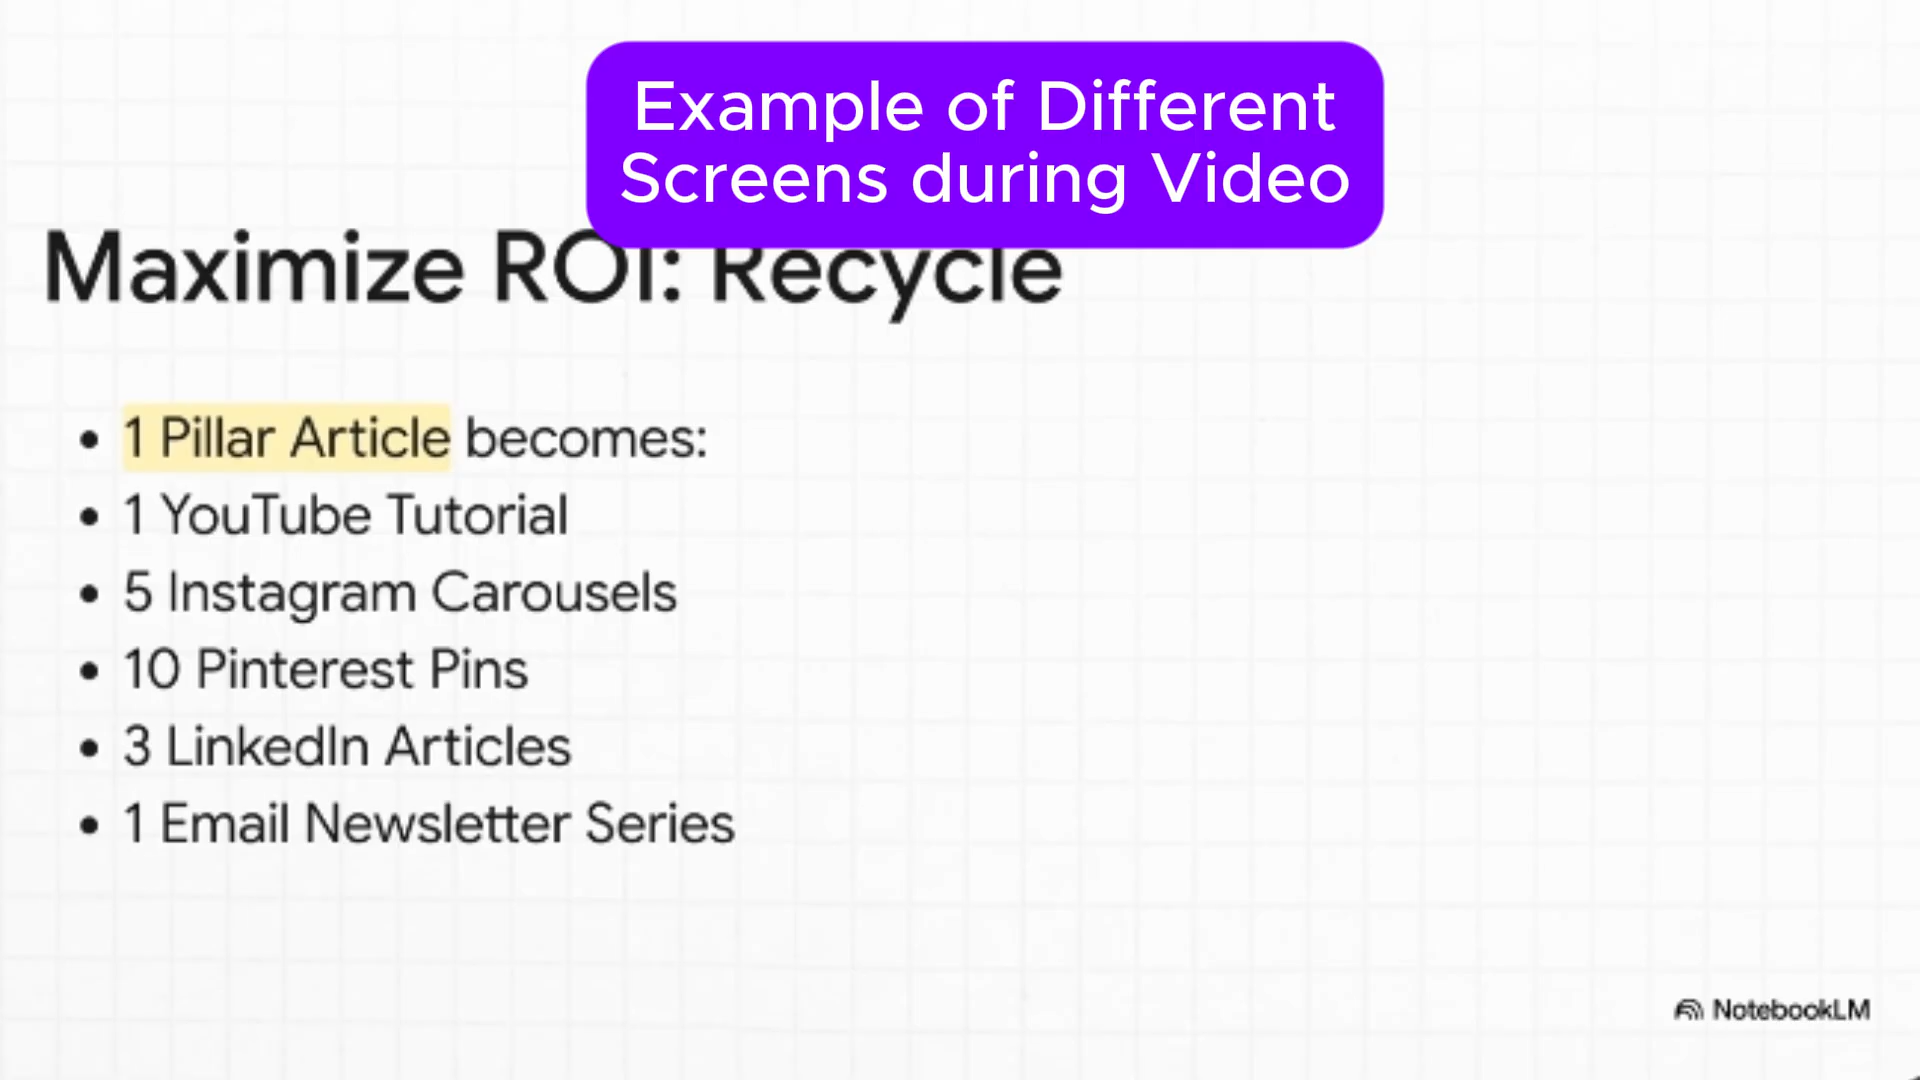 Example of Different
Screens during Video
Maximize ROI: Recycle
• 1 Pillar Article becomes:
• 1 YouTube Tutorial
• 5 Instagram Carousels
• 10 Pinterest Pins
• 3 LinkedIn Articles
• 1 Email Newsletter Series
NotebookLM